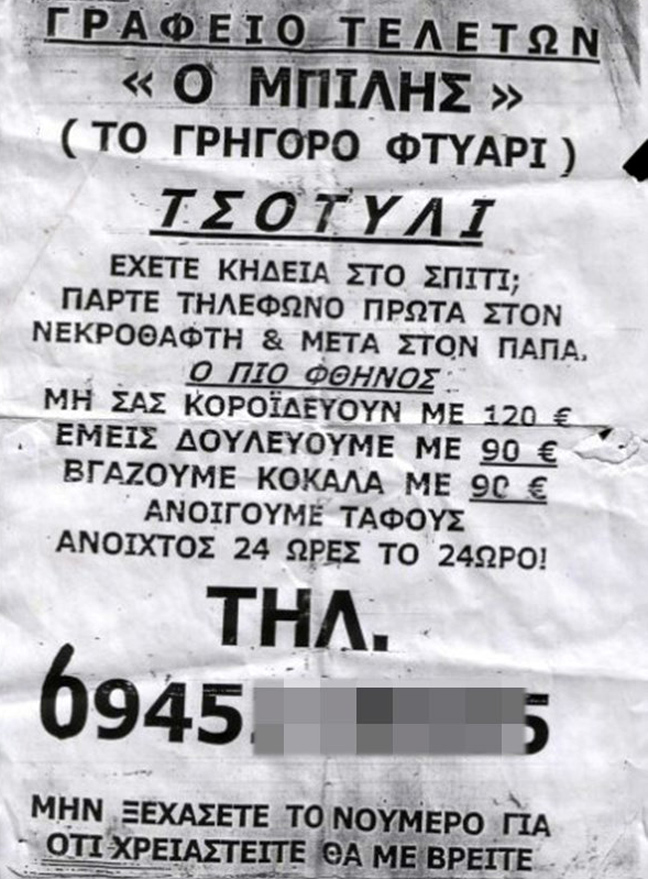 ΓΡΑΦΕΙΟ ΤΕΛΕΤΩΝ
« Ο ΜΠΙΛΗΣ »
( ΤΟ ΓΡΗΓΟΡΟ ΦΤΥΑΡΙ )
ΤΣΟΤΥΛΙ
ΕΧΕΤΕ ΚΗΔΕΙΑ ΣΤΟ ΣΠΙΤΙ;
ΠΑΡΤΕ ΤΗΛΕΦΩΝΟ ΠΡΩΤΑ ΣΤΟΝ
ΝΕΚΡΟΘΑΦΤΗ & ΜΕΤΑ ΣΤΟΝ ΠΑΠΑ.
Ο ΠΙΟ ΦΘΗΝΟΣ
ΜΗ ΣΑΣ ΚΟΡΟΪΔΕΥΟΥΝ ΜΕ 120 €
ΕΜΕΙΣ ΔΟΥΛΕΥΟΥΜΕ ΜΕ 90 €
ΒΓΑΖΟΥΜΕ ΚΟΚΑΛΑ ΜΕ 90 €
ΑΝΟΙΓΟΥΜΕ ΤΑΦΟΥΣ
ΑΝΟΙΧΤΟΣ 24 ΩΡΕΣ ΤΟ 24ΩΡΟ!
ΤΗΛ.
6945 5
ΜΗΝ ΞΕΧΑΣΕΤΕ ΤΟ ΝΟΥΜΕΡΟ ΓΙΑ
ΟΤΙ ΧΡΕΙΑΣΤΕΙΤΕ ΘΑ ΜΕ ΒΡΕΙΤΕ